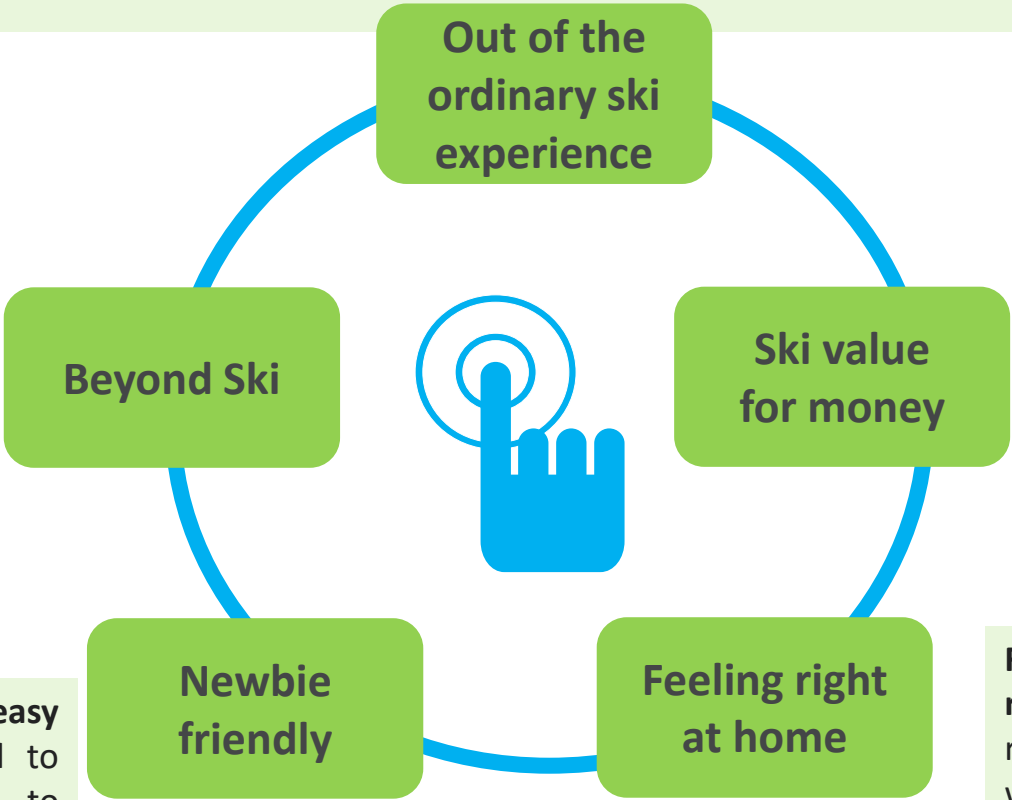 Out of the
ordinary ski
experience
Beyond Ski
Ski value
for money
Newbie
friendly
Feeling right
at home
easy
to
to